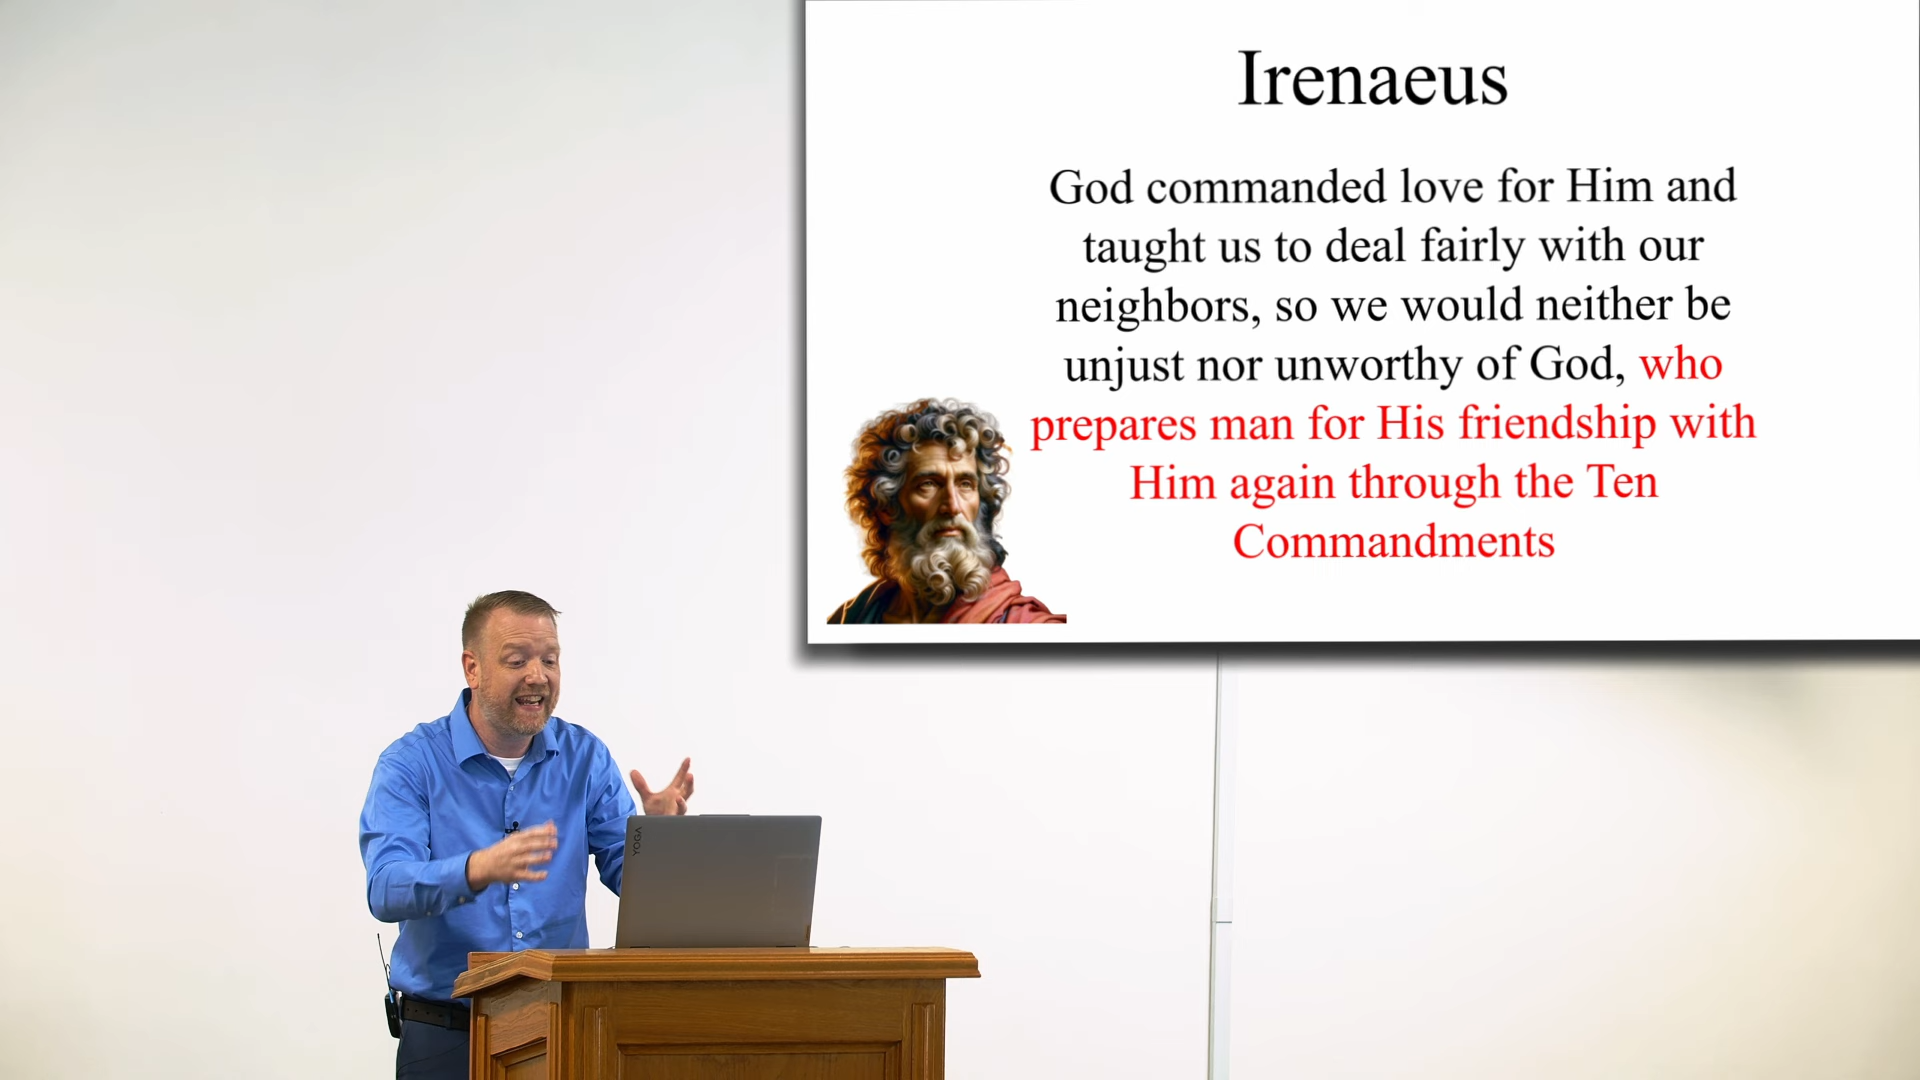 Irenaeus
God commanded love for Him and
taught us to deal fairly with our
neighbors, so we would neither be
unjust nor unworthy of God, who
prepares man for His friendship with
Him again through the Ten
Commandments
YOGA